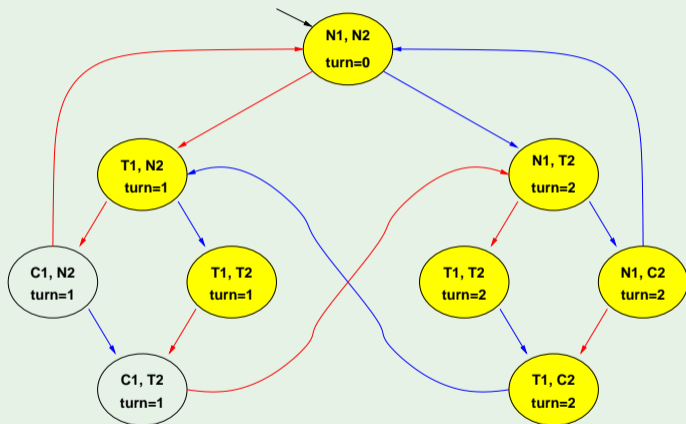 N1, N2
turn=0
T1, N2
turn=1
N1, T2
turn=2
C1, N2
turn=1
T1, T2
turn=1
T1, T2
turn=2
N1, C2
turn=2
C1, T2
turn=1
T1, C2
turn=2